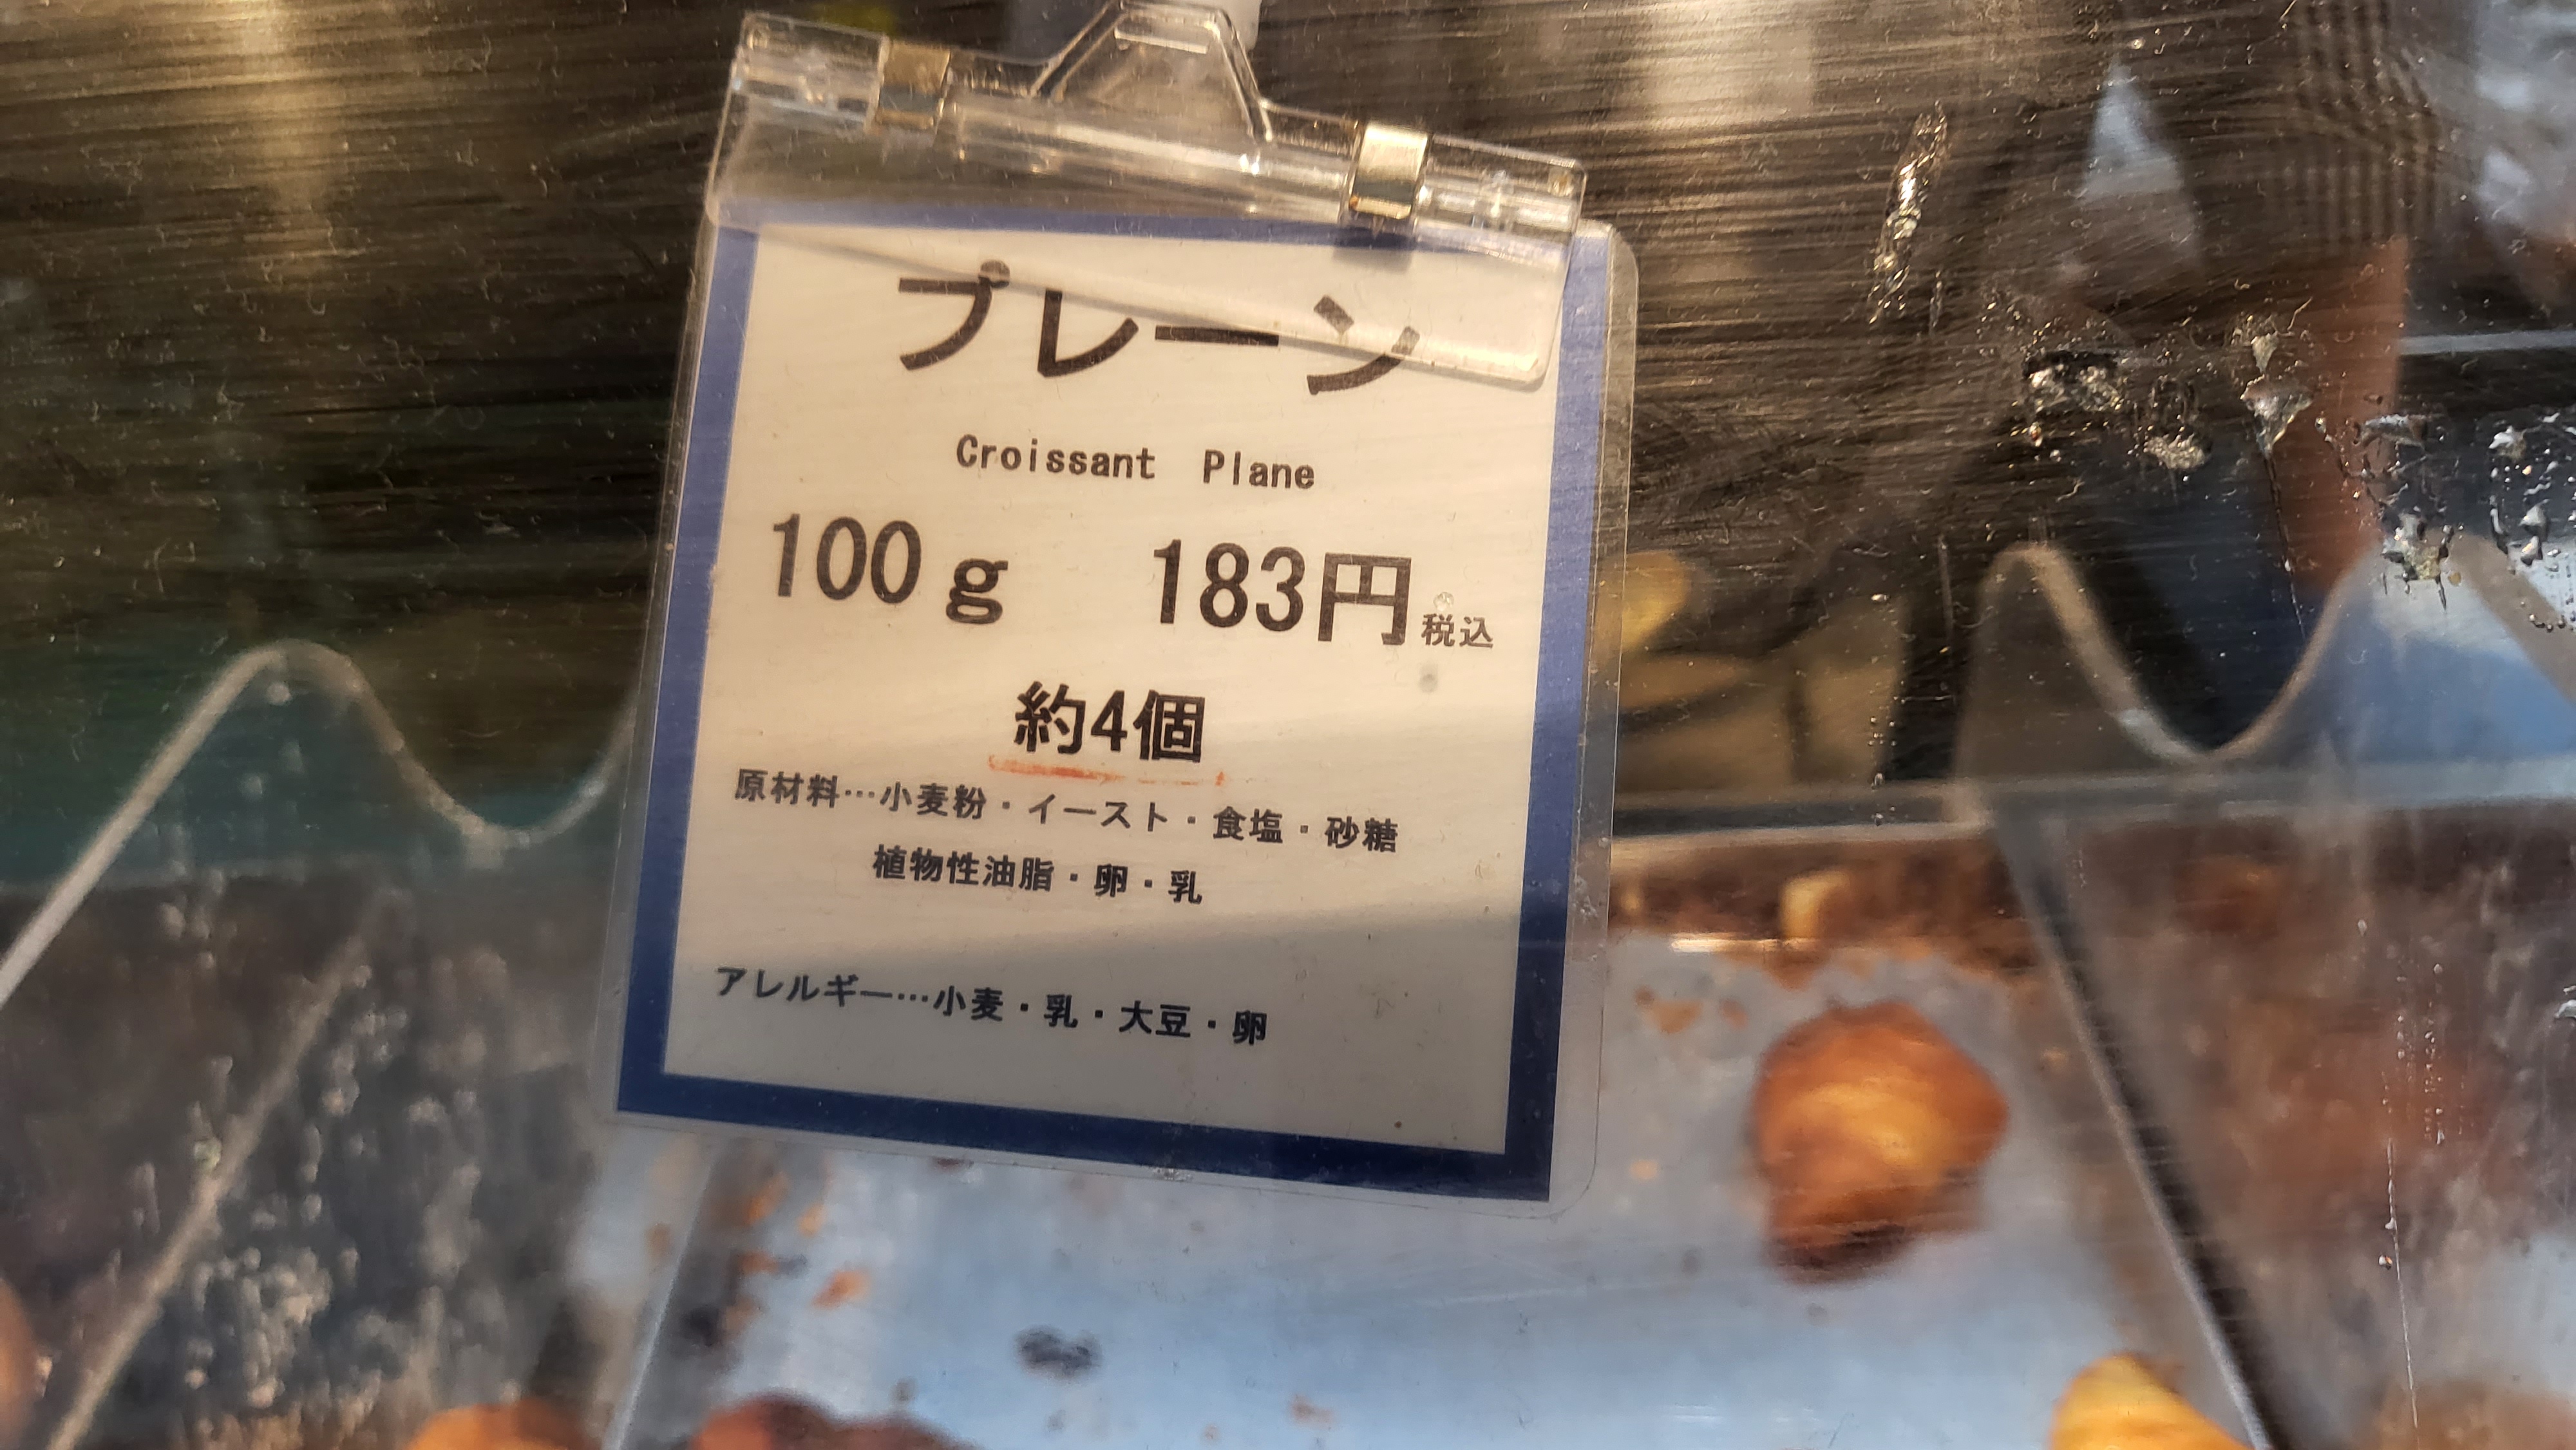 プレーン
Croissant Plane
100g 183円税込
約4個
原材料…小麦粉・イースト・食塩・砂糖
植物性油脂・卵・乳
アレルギー…小麦・乳・大豆・卵